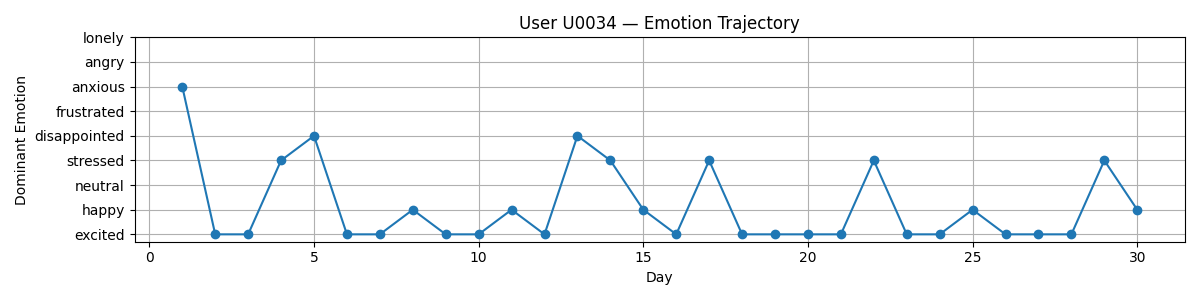 User U0034 — Emotion Trajectory
Dominant Emotion
lonely
angry
anxious
frustrated
disappointed
stressed
neutral
happy
excited
0 5 10 15 20 25 30
Day